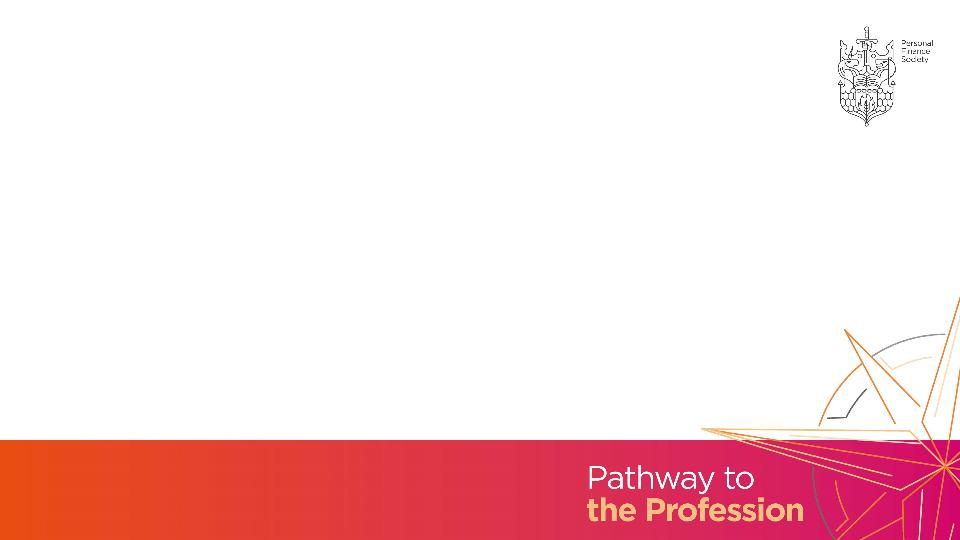 Personal
Finance
Society
Pathway to
the Profession